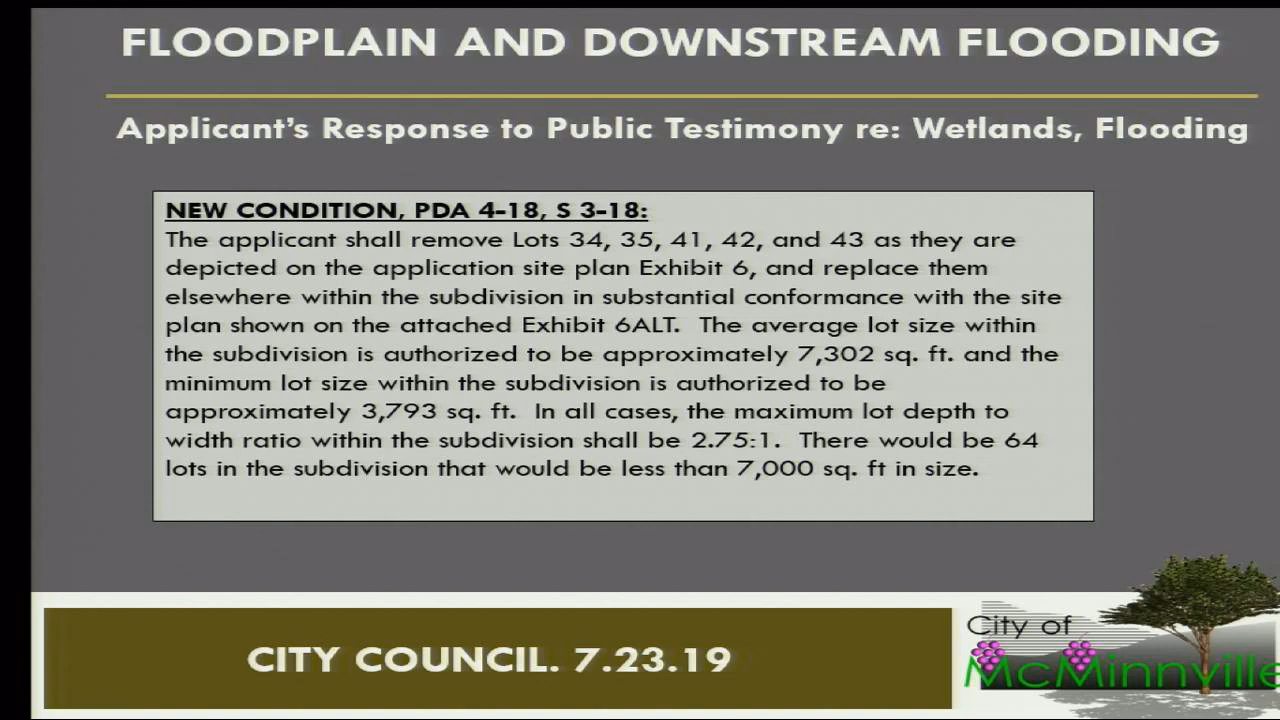 FLOODPLAIN AND DOWNSTREAM FLOODING
Applicant's Response to Public Testimony re: Wetlands, Flooding
NEW CONDITION, PDA 4-18, S 3-18:
The applicant shall remove Lots 34, 35, 41, 42, and 43 as they are
depicted on the application site plan Exhibit 6, and replace them
elsewhere within the subdivision in substantial conformance with the site
plan shown on the attached Exhibit 6ALT.  The average lot size within
the subdivision is authorized to be approximately 7,302 sq. ft. and the
minimum lot size within the subdivision is authorized to be
approximately 3,793 sq. ft.  In all cases, the maximum lot depth to
width ratio within the subdivision shall be 2.75:1.  There would be 64
lots in the subdivision that would be less than 7,000 sq. ft in size.
CITY COUNCIL. 7.23.19
City of
McMinnville